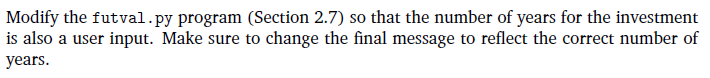 Modify the futval.py program (Section 2.7) so that the number of years for the investment
is also a user input. Make sure to change the final message to reflect the correct number of
years.